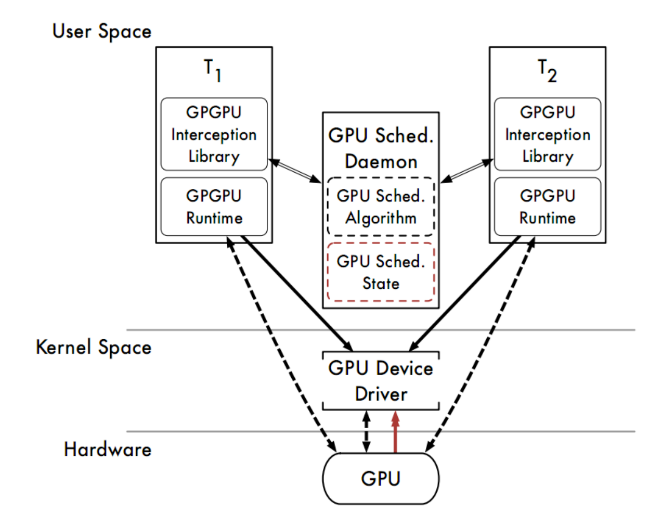 User Space
T1
GPGPU
Interception
Library
GPGPU
Runtime
GPU Sched.
Daemon
GPU Sched.
Algorithm
GPU Sched.
State
T2
GPGPU
Interception
Library
GPGPU
Runtime
Kernel Space
GPU Device
Driver
Hardware
GPU